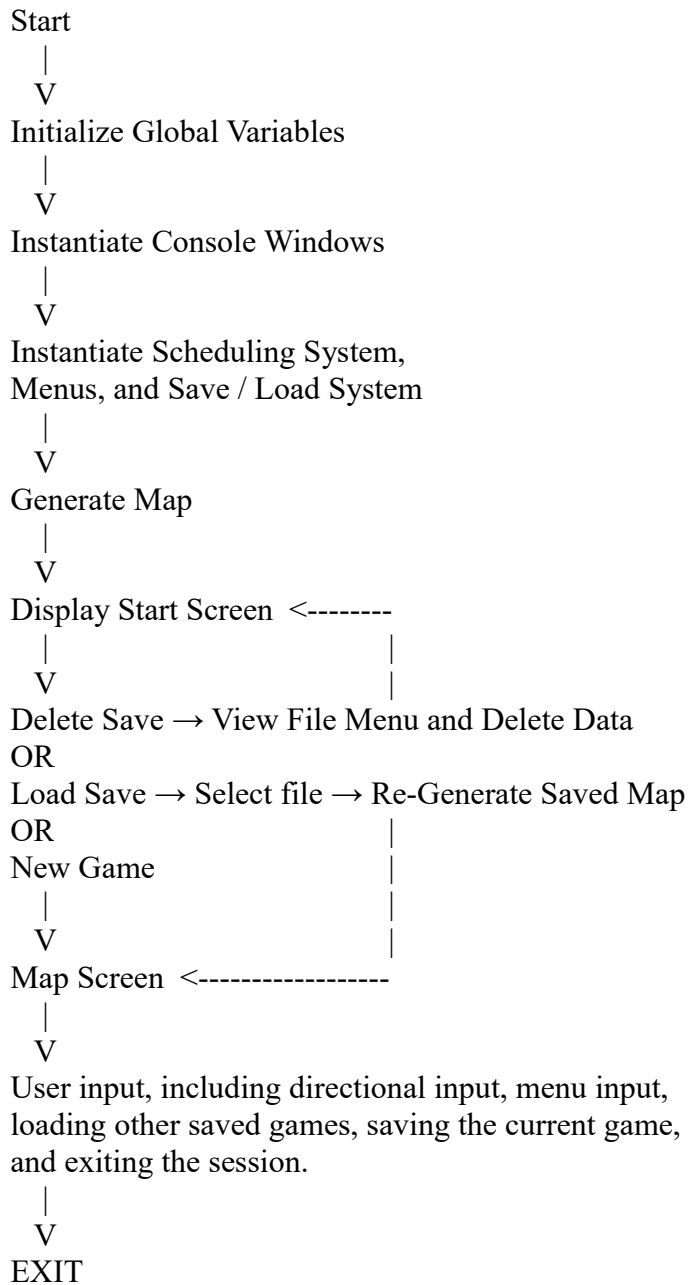 Start
|
V
Initialize Global Variables
|
V
Instantiate Console Windows
|
V
Instantiate Scheduling System,
Menus, and Save / Load System
|
V
Generate Map
|
V
Display Start Screen <--------
| |
V |
Delete Save → View File Menu and Delete Data
OR
Load Save → Select file → Re-Generate Saved Map
OR |
New Game |
| |
V |
Map Screen <------------------
|
V
User input, including directional input, menu input,
loading other saved games, saving the current game,
and exiting the session.
|
V
EXIT